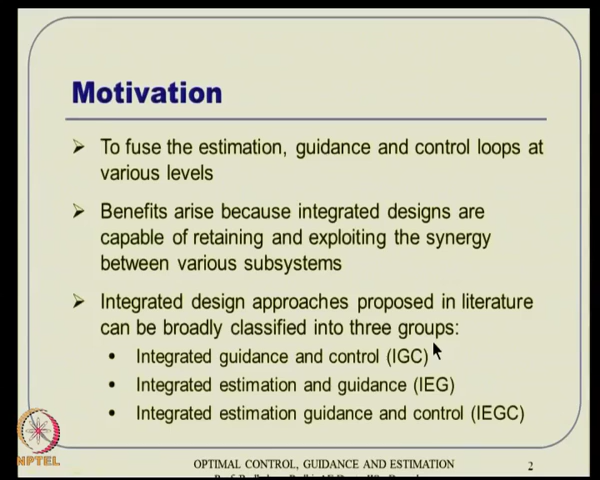 Motivation
To fuse the estimation, guidance and control loops at
various levels
Benefits arise because integrated designs are
capable of retaining and exploiting the synergy
between various subsystems
Integrated design approaches proposed in literature
can be broadly classified into three groups:
Integrated guidance and control (IGC)
Integrated estimation and guidance (IEG)
Integrated estimation guidance and control (IEGC)
NPTEL
OPTIMAL CONTROL, GUIDANCE AND ESTIMATION
2